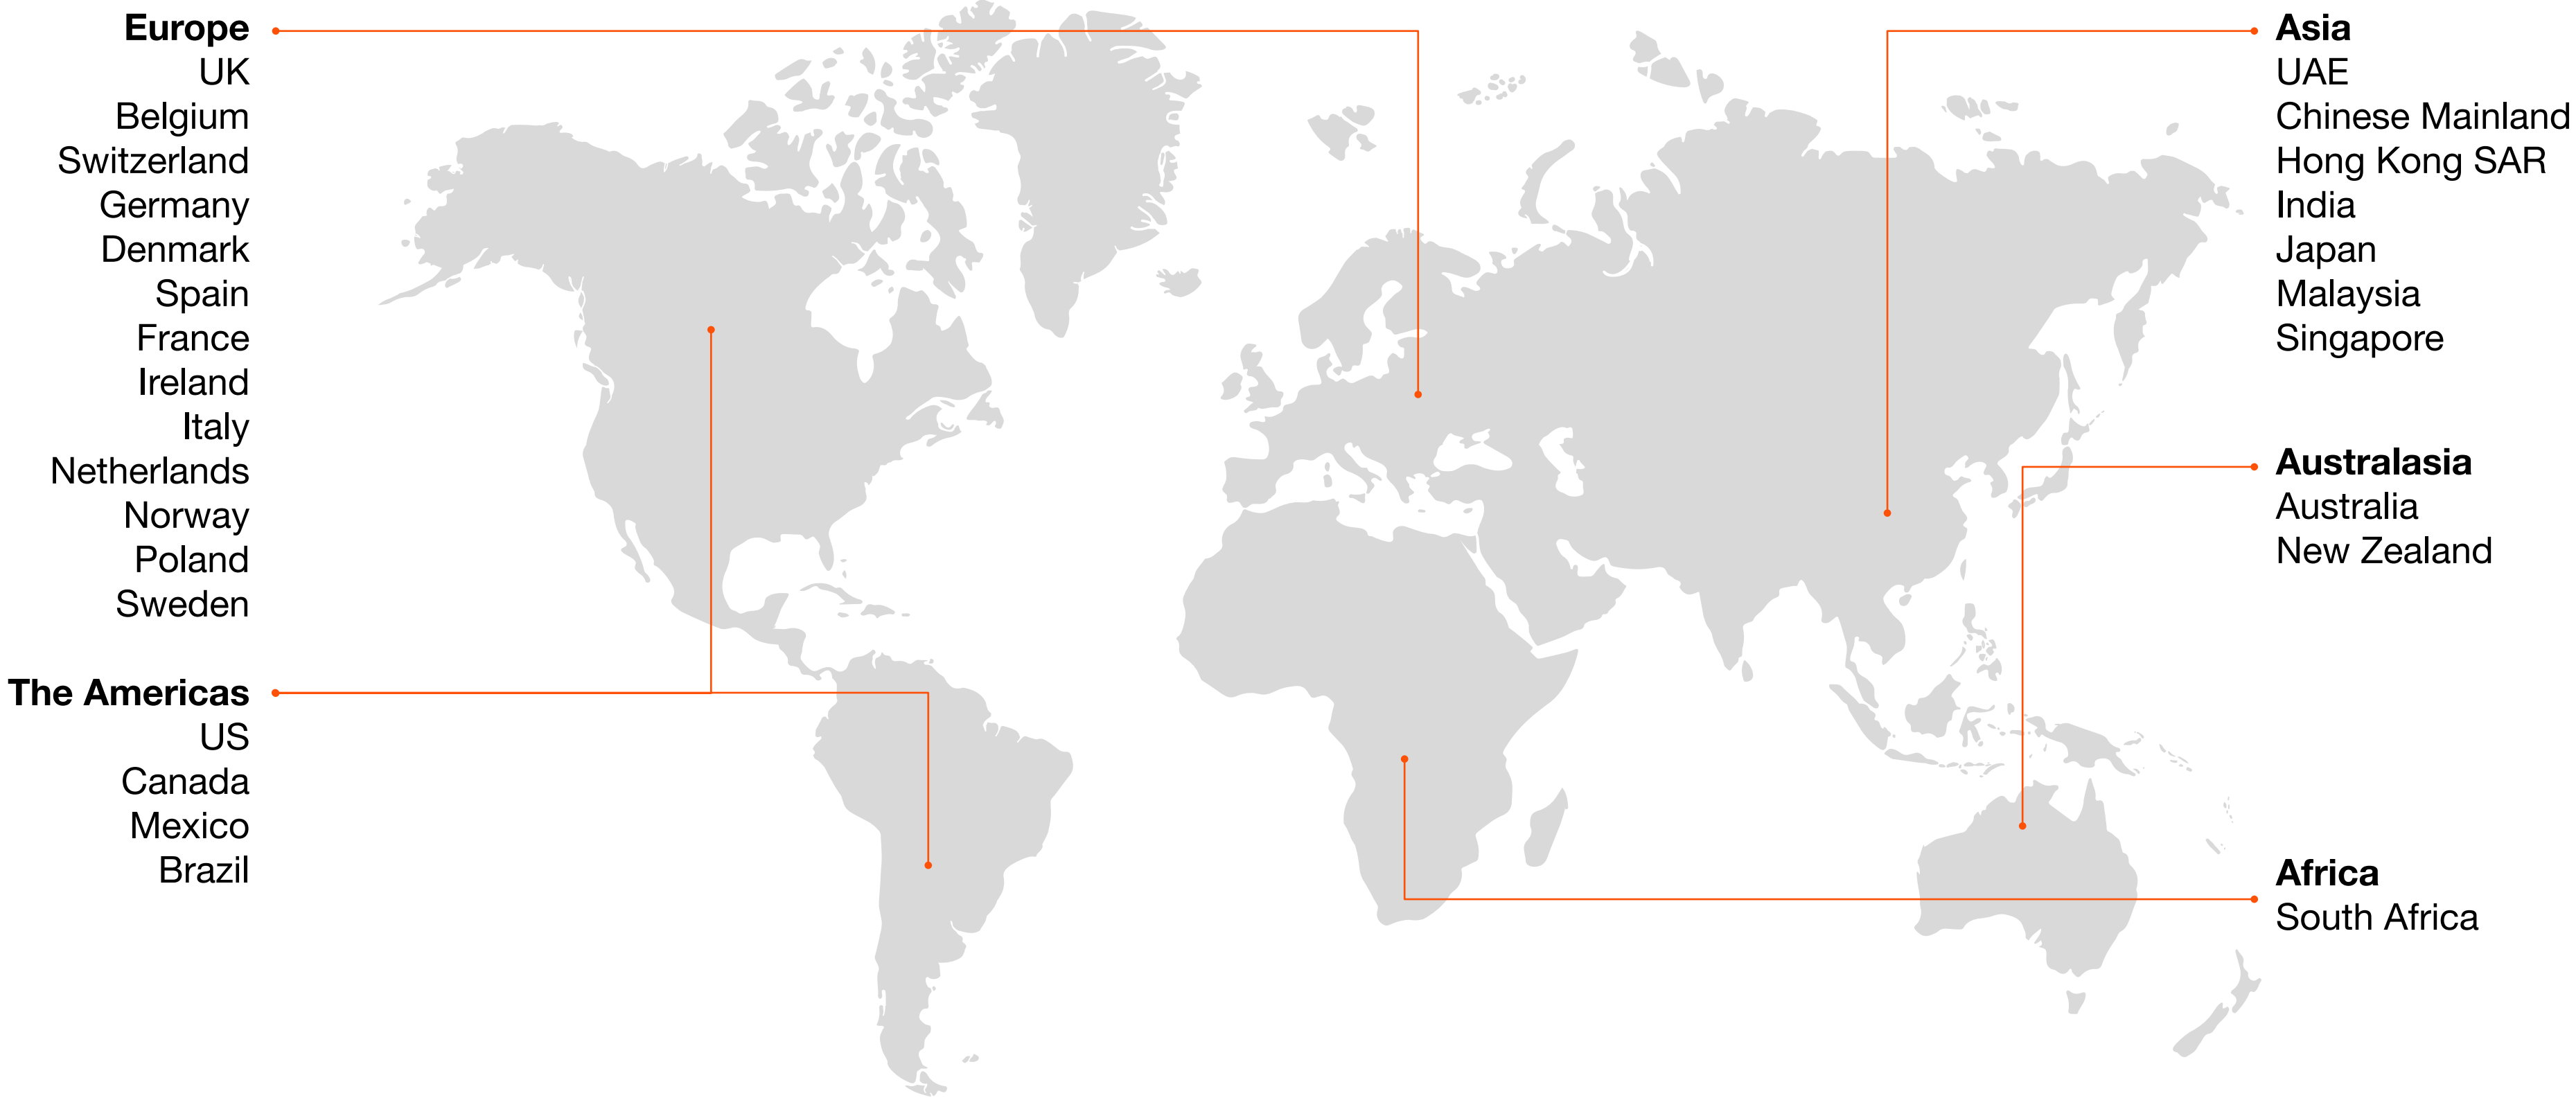 Europe
UK
Belgium
Switzerland
Germany
Denmark
Spain
France
Ireland
Italy
Netherlands
Norway
Poland
Sweden
The Americas
US
Canada
Mexico
Brazil
Asia
UAE
Chinese Mainland
Hong Kong SAR
India
Japan
Malaysia
Singapore
Australasia
Australia
New Zealand
Africa
South Africa